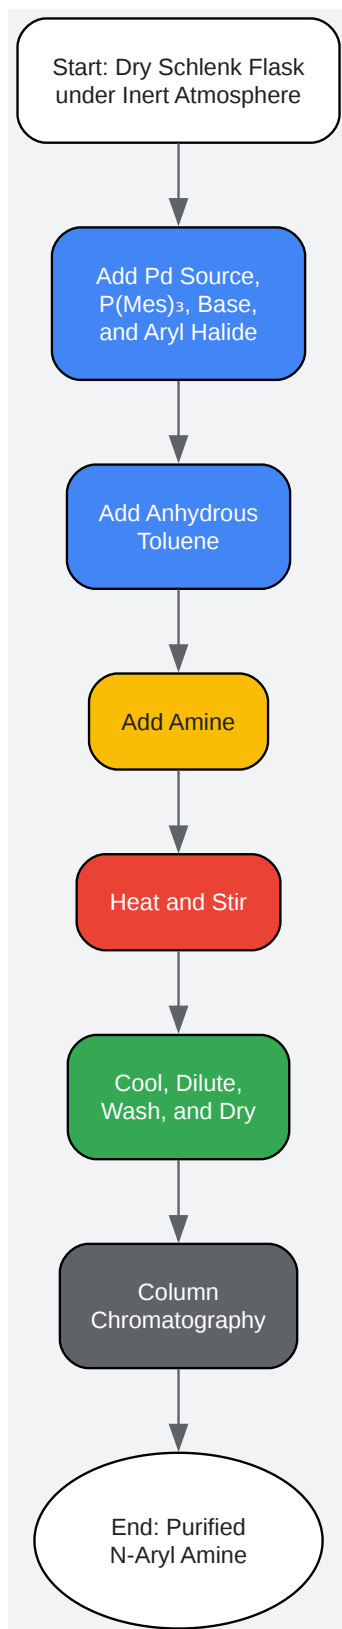 Start: Dry Schlenk Flask
under Inert Atmosphere
Add Pd Source,
P(Mes)₃, Base,
and Aryl Halide
Add Anhydrous
Toluene
Add Amine
Heat and Stir
Cool, Dilute,
Wash, and Dry
Column
Chromatography
End: Purified
N-Aryl Amine